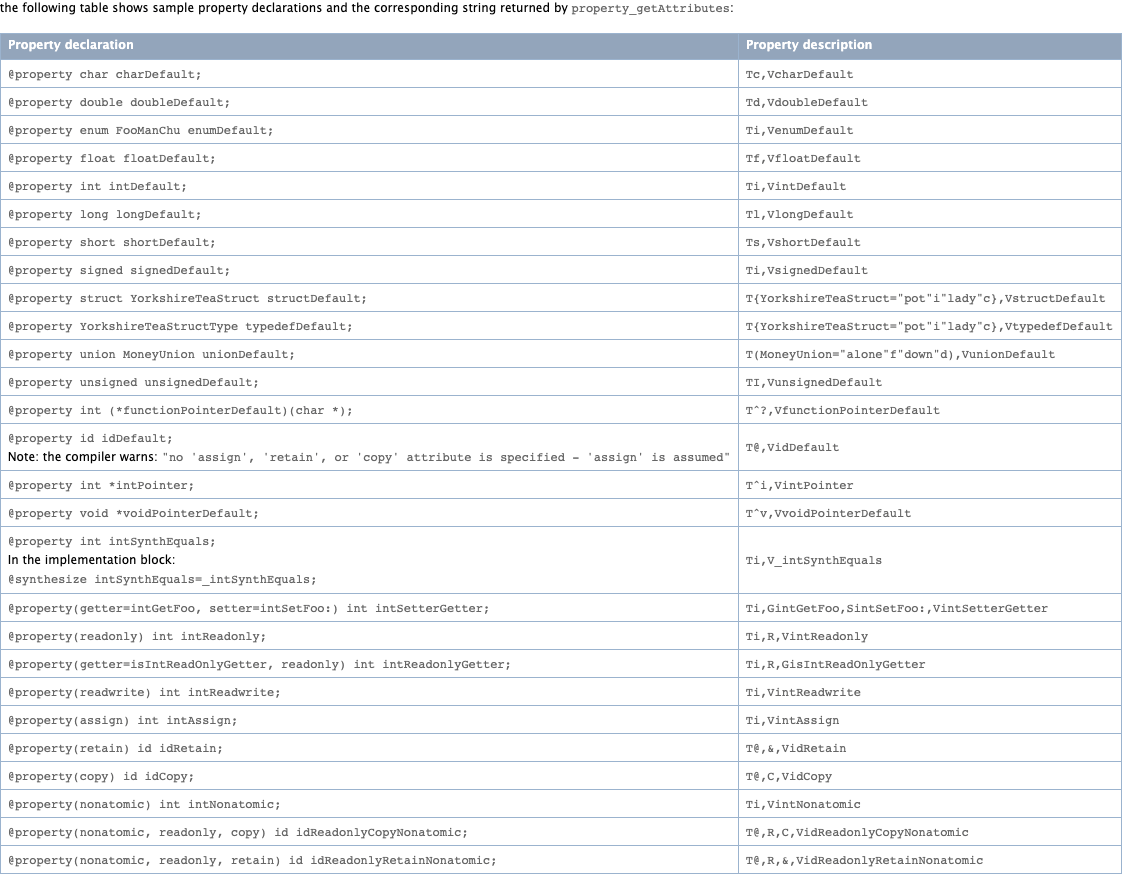 the following table shows sample property declarations and the corresponding string returned by property_getAttributes:
Property declaration Property description
@property char charDefault; Tc,VcharDefault
@property double doubleDefault; Td,VdoubleDefault
@property enum FooManChu enumDefault; Ti,VenumDefault
@property float floatDefault; Tf,VfloatDefault
@property int intDefault; Ti,VintDefault
@property long longDefault; Tl,VlongDefault
@property short shortDefault; Ts,VshortDefault
@property signed signedDefault; Ti,VsignedDefault
@property struct YorkshireTeaStruct structDefault; T{YorkshireTeaStruct="pot"i"lady"c},VstructDefault
@property YorkshireTeaStructType typedefDefault; T{YorkshireTeaStruct="pot"i"lady"c},VtypedefDefault
@property union MoneyUnion unionDefault; T(MoneyUnion="alone"f"down"d),VunionDefault
@property unsigned unsignedDefault; TI,VunsignedDefault
@property int (*functionPointerDefault)(char *); T^?,VfunctionPointerDefault
@property id idDefault;
Note: the compiler warns: "no 'assign', 'retain', or 'copy' attribute is specified - 'assign' is assumed" T@,VidDefault
@property int *intPointer; T^i,VintPointer
@property void *voidPointerDefault; T^v,VvoidPointerDefault
@property int intSynthEquals;
In the implementation block: Ti,V_intSynthEquals
@synthesize intSynthEquals=_intSynthEquals;
@property(getter=intGetFoo, setter=intSetFoo:) int intSetterGetter; Ti,GintGetFoo,SintSetFoo:,VintSetterGetter
@property(readonly) int intReadonly; Ti,R,VintReadonly
@property(getter=isIntReadOnlyGetter, readonly) int intReadonlyGetter; Ti,R,GisIntReadOnlyGetter
@property(readwrite) int intReadwrite; Ti,VintReadwrite
@property(assign) int intAssign; Ti,VintAssign
@property(retain) id idRetain; T@,&,VidRetain
@property(copy) id idCopy; T@,C,VidCopy
@property(nonatomic) int intNonatomic; Ti,VintNonatomic
@property(nonatomic, readonly, copy) id idReadonlyCopyNonatomic; T@,R,C,VidReadonlyCopyNonatomic
@property(nonatomic, readonly, retain) id idReadonlyRetainNonatomic; T@,R,&,VidReadonlyRetainNonatomic